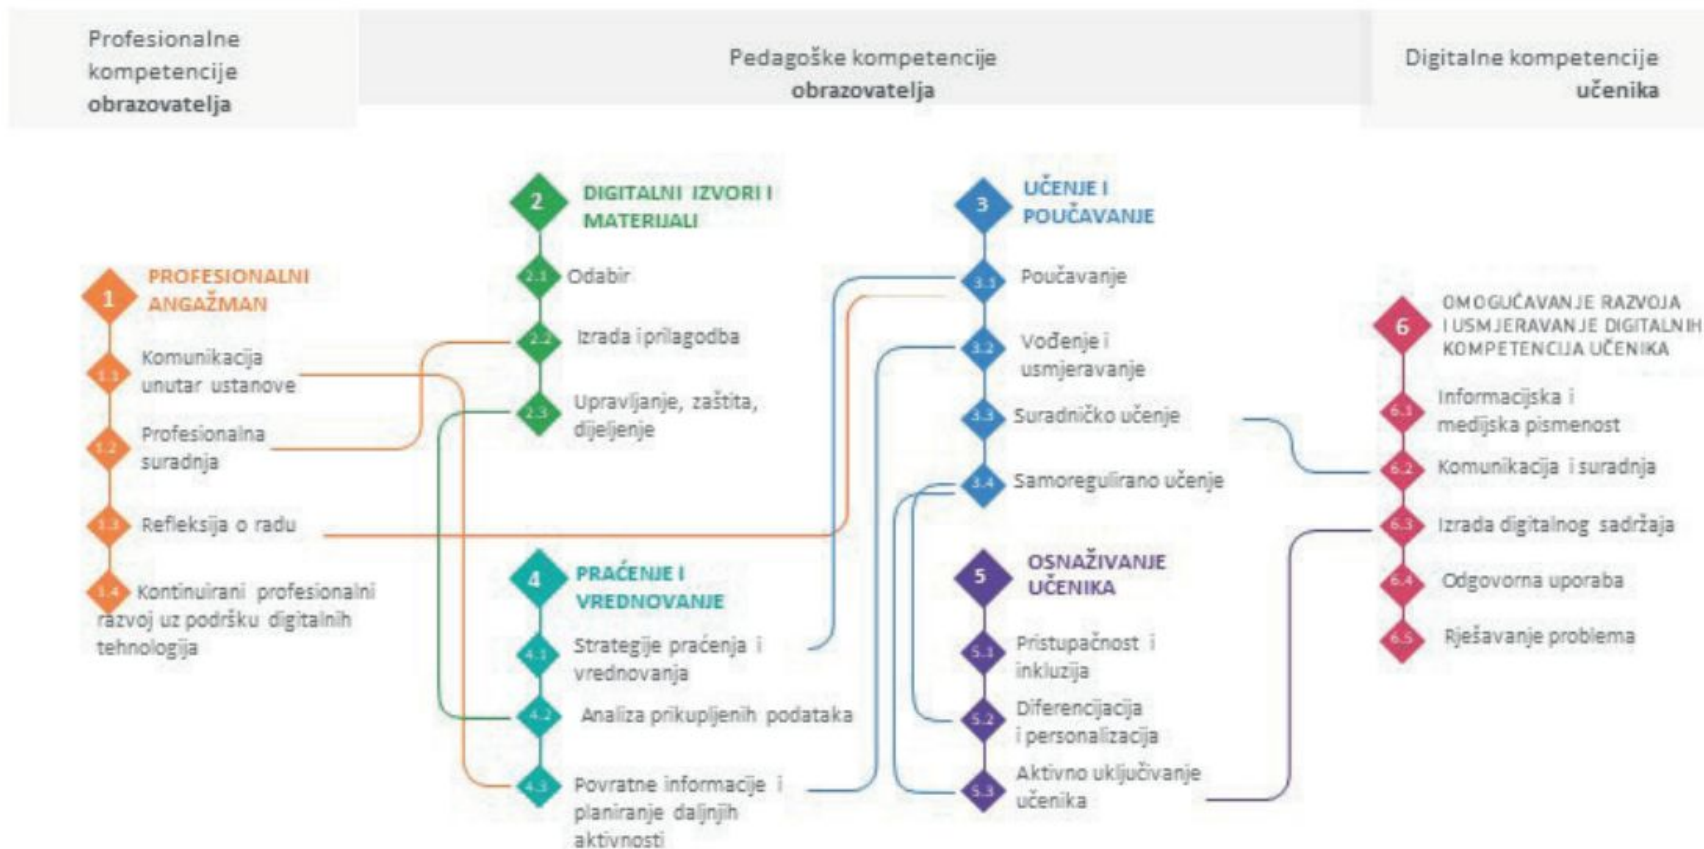 Profesionalne
kompetencije
obrazovatelja
Pedagoške kompetencije
obrazovatelja
Digitalne kompetencije
učenika
1
PROFESIONALNI
ANGAŽMAN
1.1
Komunikacija
unutar ustanove
1.2
Profesionalna
suradnja
1.3
Refleksija o radu
1.4
Kontinuirani profesionalni
razvoj uz podršku digitalnih
tehnologija
2
DIGITALNI IZVORI I
MATERIJALI
2.1
Odabir
2.2
Izrada i prilagodba
2.3
Upravljanje, zaštita,
dijeljenje
4
PRAĆENJE I
VREDNOVANJE
4.1
Strategije praćenja i
vrednovanja
4.2
Analiza prikupljenih podataka
4.3
Povratne informacije i
planiranje daljnjih
aktivnosti
3
UČENJE I
POUČAVANJE
3.1
Poučavanje
3.2
Vođenje i
usmjeravanje
3.3
Suradničko učenje
3.4
Samoregulirano učenje
5
OSNAŽIVANJE
UČENIKA
5.1
Pristupačnost i
inkluzija
5.2
Diferencijacija
i personalizacija
5.3
Aktivno uključivanje
učenika
6
OMOGUĆAVANJE RAZVOJA
I USMJERAVANJE DIGITALNIH
KOMPETENCIJA UČENIKA
6.1
Informacijska i
medijska pismenost
6.2
Komunikacija i suradnja
6.3
Izrada digitalnog sadržaja
6.4
Odgovorna uporaba
6.5
Rješavanje problema